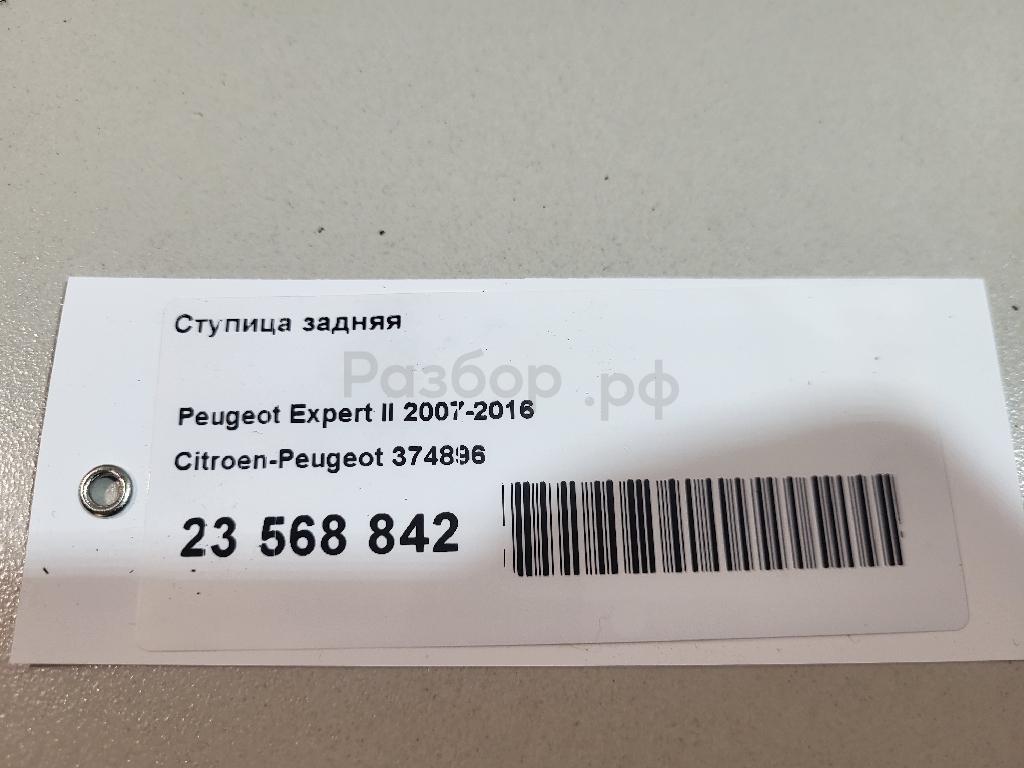 Ступица задняя
Разбор.рф
Peugeot Expert II 2007-2016
Citroen-Peugeot 374896
23 568 842